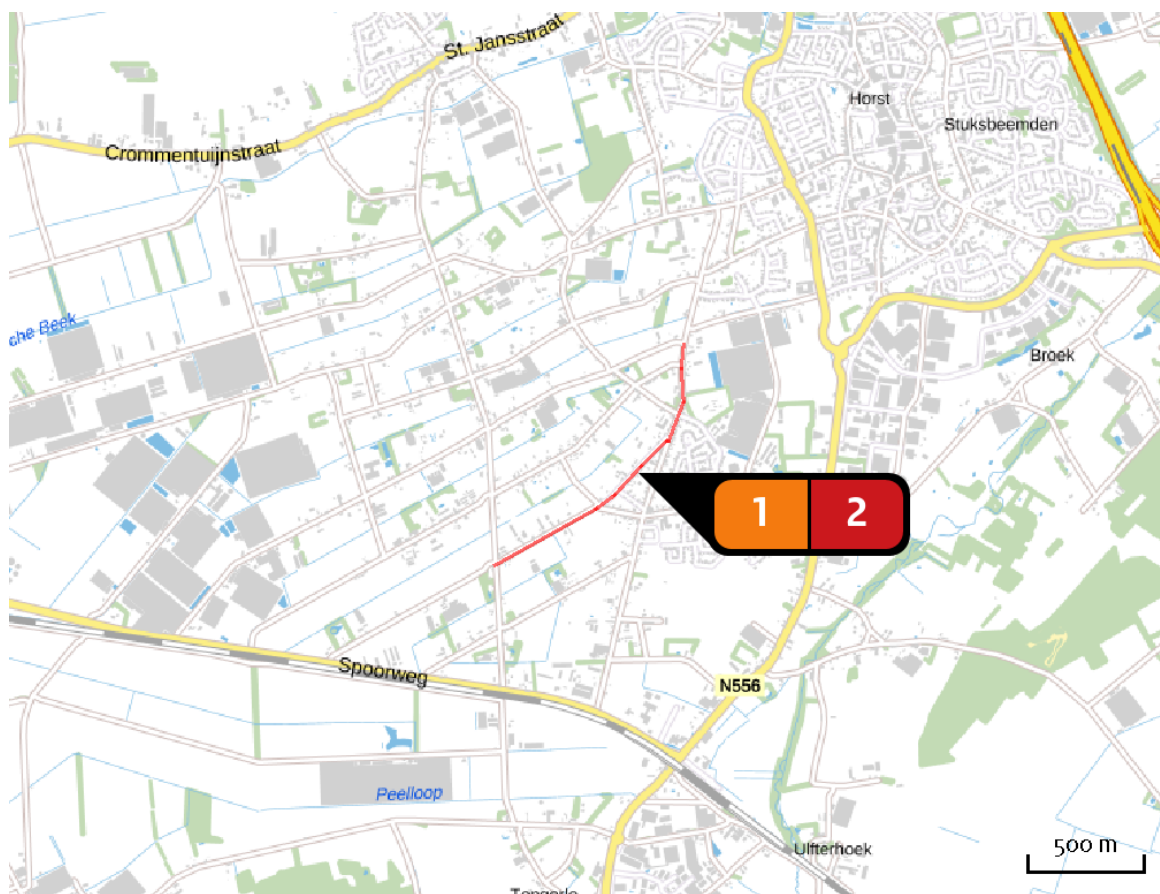 St. Jansstraat
Horst
Stuksbeemden
Crommentuijnstraat
che Beek
Broek
1 2
Spoorweg
N556
Peelloop
Ulfterhoek
500 m